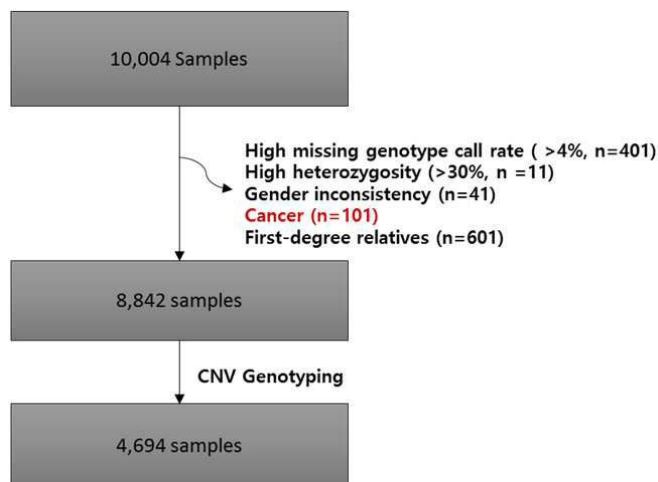 10,004 Samples
High missing genotype call rate ( >4%, n=401)
High heterozygosity (>30%, n =11)
Gender inconsistency (n=41)
Cancer (n=101)
First-degree relatives (n=601)
8,842 samples
CNV Genotyping
4,694 samples